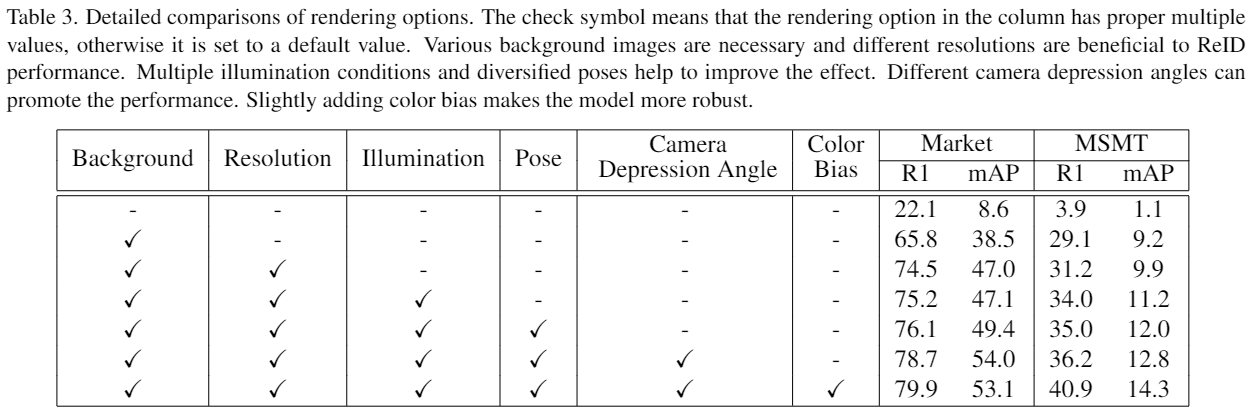 Table 3. Detailed comparisons of rendering options. The check symbol means that the rendering option in the column has proper multiple
values, otherwise it is set to a default value. Various background images are necessary and different resolutions are beneficial to ReID
performance. Multiple illumination conditions and diversified poses help to improve the effect. Different camera depression angles can
promote the performance. Slightly adding color bias makes the model more robust.
Background Resolution Illumination Pose Camera Depression Angle Color Bias Market MSMT
R1 mAP R1 mAP
- - - - - - 22.1 8.6 3.9 1.1
✓ - - - - - 65.8 38.5 29.1 9.2
✓ ✓ - - - - 74.5 47.0 31.2 9.9
✓ ✓ ✓ - - - 75.2 47.1 34.0 11.2
✓ ✓ ✓ ✓ - - 76.1 49.4 35.0 12.0
✓ ✓ ✓ ✓ ✓ - 78.7 54.0 36.2 12.8
✓ ✓ ✓ ✓ ✓ ✓ 79.9 53.1 40.9 14.3